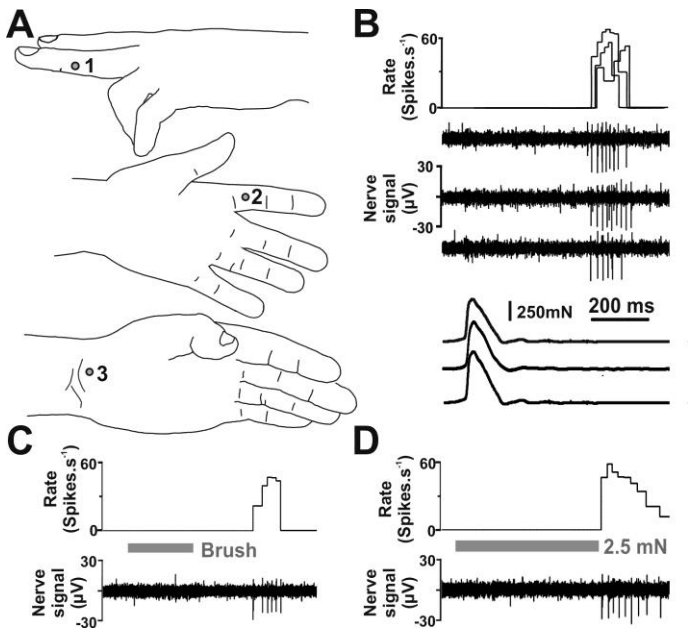 A
1
2
3
B
Rate
(Spikes.s⁻¹)
60
0
Nerve
signal
(µV)
30
-30
250mN
200 ms
C
Rate
(Spikes.s⁻¹)
60
0
Brush
Nerve
signal
(µV)
30
-30
D
Rate
(Spikes.s⁻¹)
60
0
2.5 mN
Nerve
signal
(µV)
30
-30